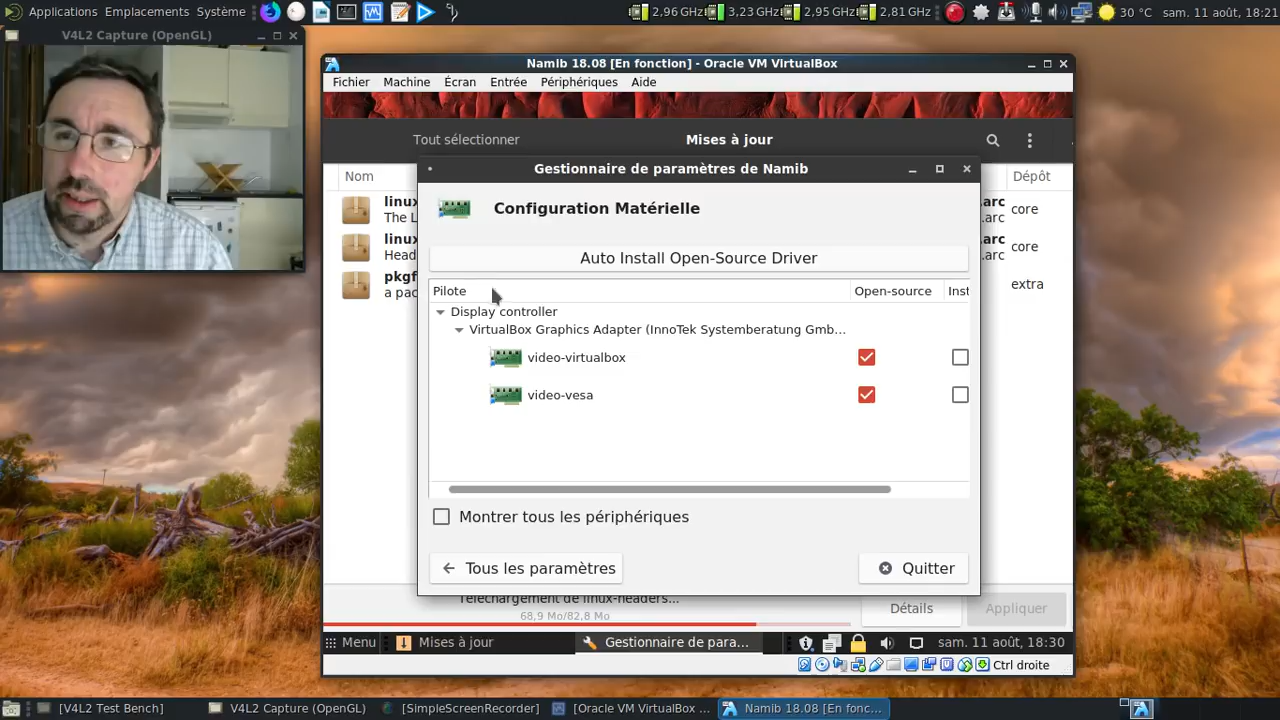 Applications Emplacements Système
2,96 GHz 3,23 GHz 2,95 GHz 2,81 GHz 30 °C sam. 11 août, 18:21
V4L2 Capture (OpenGL)
Namib 18.08 [En fonction] - Oracle VM VirtualBox
Fichier Machine Écran Entrée Périphériques Aide
Tout sélectionner Mises à jour
Nom Dépôt
Gestionnaire de paramètres de Namib
Configuration Matérielle
linux .arc core
The L .arc
linux .arc core
Head .arc
pkgf extra
a pac
Auto Install Open-Source Driver
Pilote Open-source Inst
Display controller
VirtualBox Graphics Adapter (InnoTek Systemberatung Gmb...
video-virtualbox
video-vesa
Montrer tous les périphériques
Tous les paramètres Quitter
Téléchargement de linux-headers...
68,9 Mo/82,8 Mo
Détails Appliquer
Menu Mises à jour Gestionnaire de para... sam. 11 août, 18:30
Ctrl droite
[V4L2 Test Bench] V4L2 Capture (OpenGL) [SimpleScreenRecorder] [Oracle VM VirtualBox ... Namib 18.08 [En fonc...